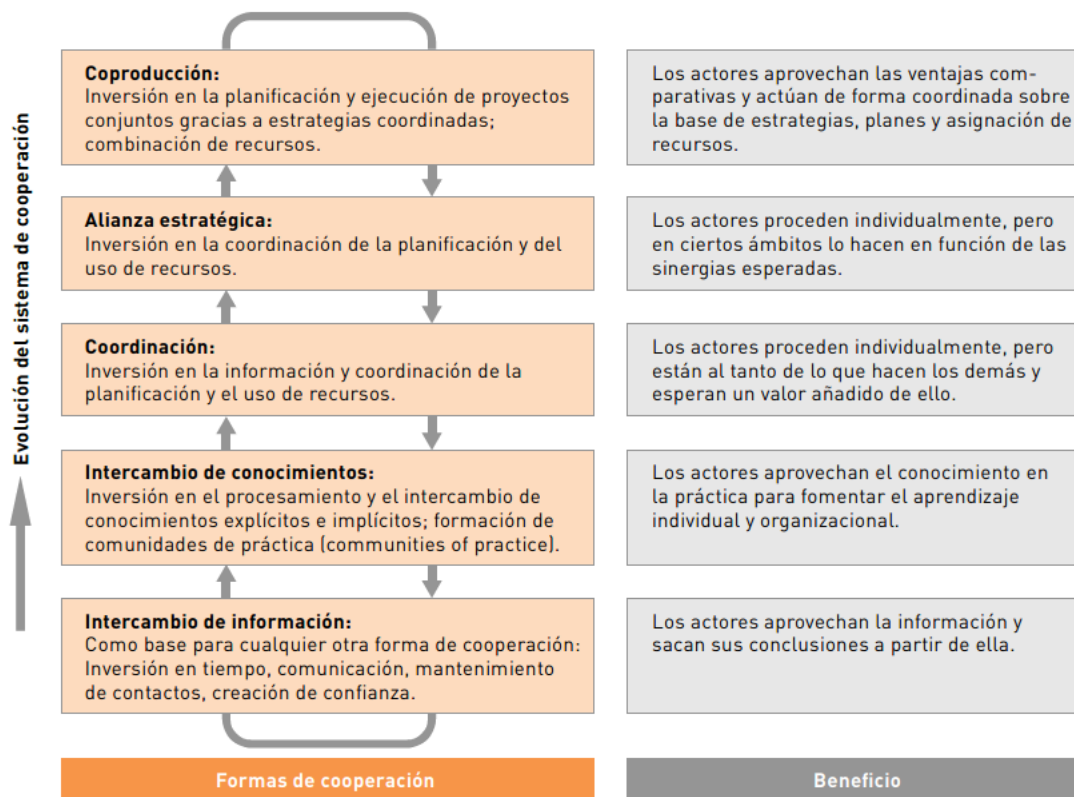 Evolución del sistema de cooperación
Coproducción:
Inversión en la planificación y ejecución de proyectos
conjuntos gracias a estrategias coordinadas;
combinación de recursos.
Los actores aprovechan las ventajas com-
parativas y actúan de forma coordinada sobre
la base de estrategias, planes y asignación de
recursos.
Alianza estratégica:
Inversión en la coordinación de la planificación y del
uso de recursos.
Los actores proceden individualmente, pero
en ciertos ámbitos lo hacen en función de las
sinergias esperadas.
Coordinación:
Inversión en la información y coordinación de la
planificación y el uso de recursos.
Los actores proceden individualmente, pero
están al tanto de lo que hacen los demás y
esperan un valor añadido de ello.
Intercambio de conocimientos:
Inversión en el procesamiento y el intercambio de
conocimientos explícitos e implícitos; formación de
comunidades de práctica (communities of practice).
Los actores aprovechan el conocimiento en
la práctica para fomentar el aprendizaje
individual y organizacional.
Intercambio de información:
Como base para cualquier otra forma de cooperación:
Inversión en tiempo, comunicación, mantenimiento
de contactos, creación de confianza.
Los actores aprovechan la información y
sacan sus conclusiones a partir de ella.
Formas de cooperación
Beneficio